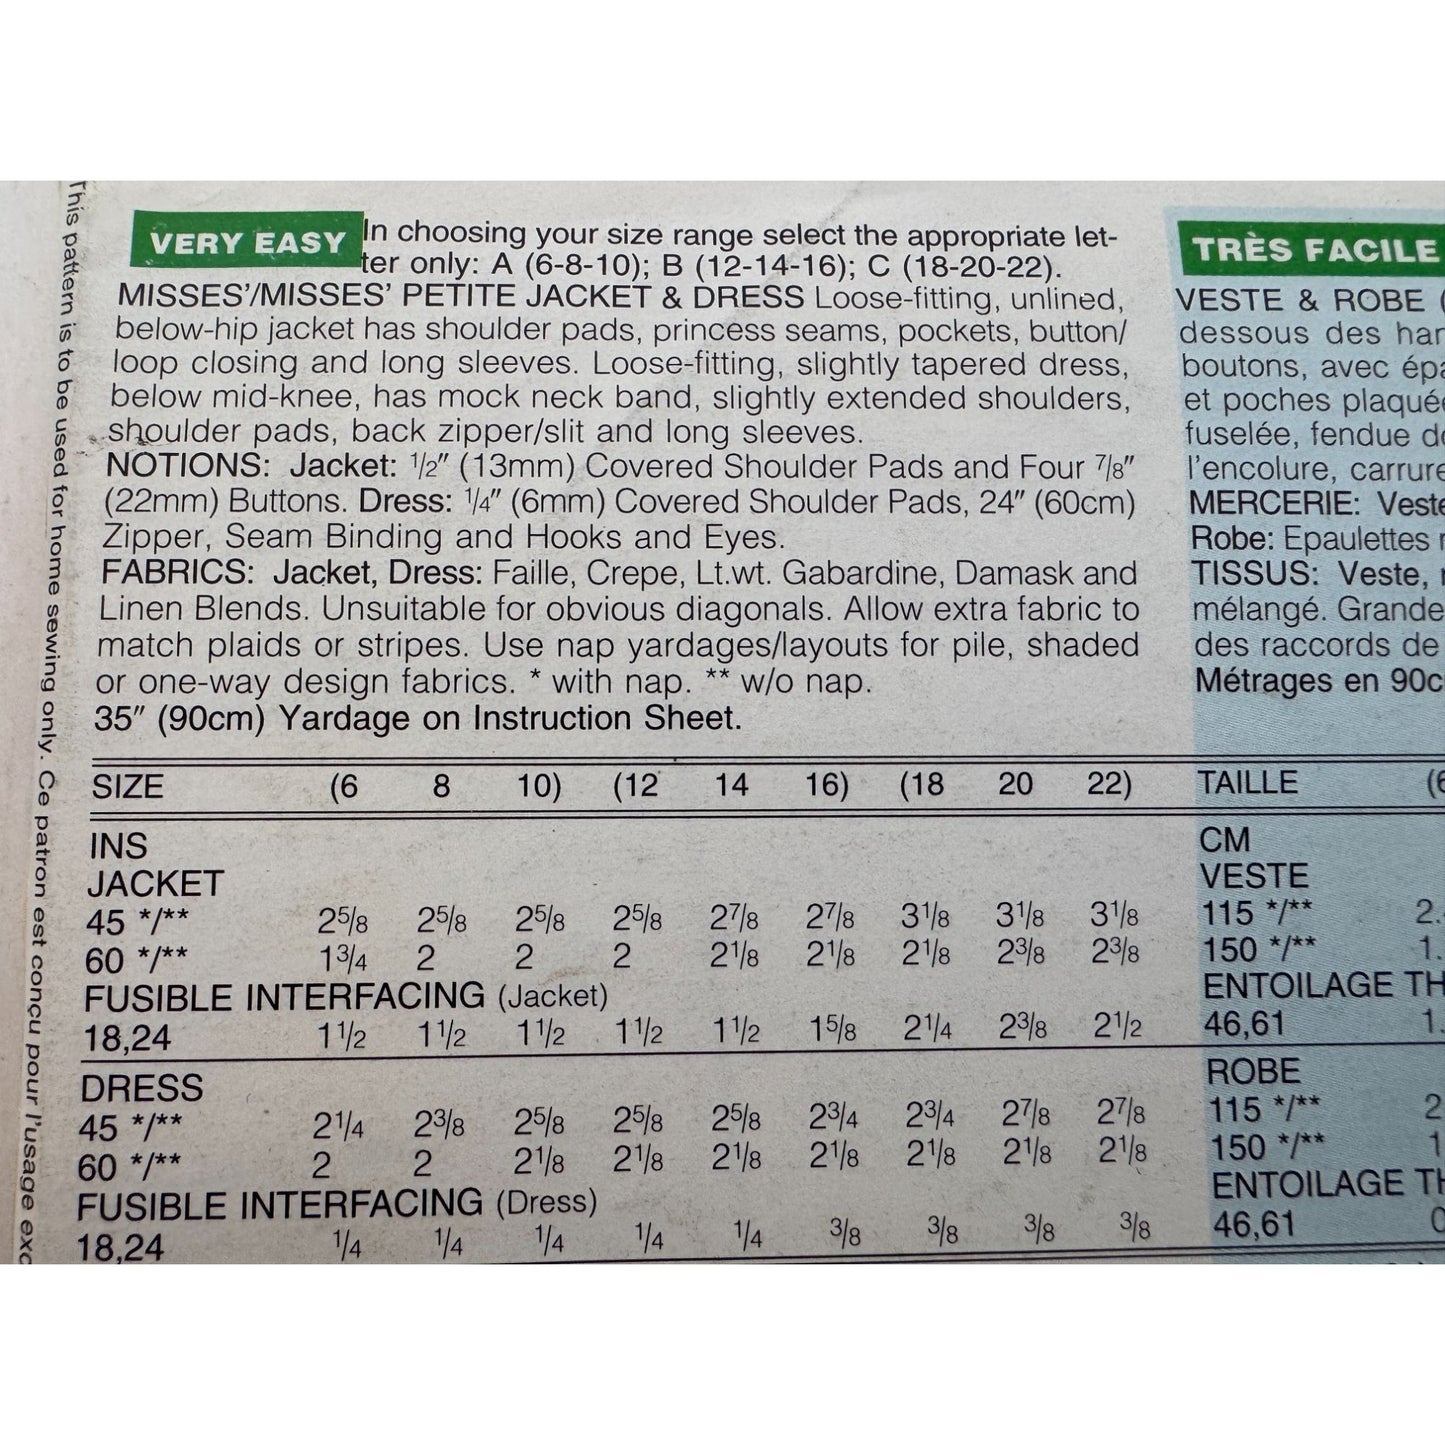 This pattern is to be used for home sewing only. Ce patron est conçu pour l'usage exc
VERY EASY In choosing your size range select the appropriate let-
ter only: A (6-8-10); B (12-14-16); C (18-20-22).
MISSES'/MISSES' PETITE JACKET & DRESS Loose-fitting, unlined,
below-hip jacket has shoulder pads, princess seams, pockets, button/
loop closing and long sleeves. Loose-fitting, slightly tapered dress,
below mid-knee, has mock neck band, slightly extended shoulders,
shoulder pads, back zipper/slit and long sleeves.
NOTIONS: Jacket: 1/2" (13mm) Covered Shoulder Pads and Four 7/8"
(22mm) Buttons. Dress: 1/4" (6mm) Covered Shoulder Pads, 24" (60cm)
Zipper, Seam Binding and Hooks and Eyes.
FABRICS: Jacket, Dress: Faille, Crepe, Lt.wt. Gabardine, Damask and
Linen Blends. Unsuitable for obvious diagonals. Allow extra fabric to
match plaids or stripes. Use nap yardages/layouts for pile, shaded
or one-way design fabrics. * with nap. ** w/o nap.
35" (90cm) Yardage on Instruction Sheet.
SIZE (6 8 10) (12 14 16) (18 20 22)
INS
JACKET
45 */** 2 5/8 2 5/8 2 5/8 2 5/8 2 7/8 2 7/8 3 1/8 3 1/8 3 1/8
60 */** 1 3/4 2 2 2 2 1/8 2 1/8 2 1/8 2 3/8 2 3/8
FUSIBLE INTERFACING (Jacket)
18,24 1 1/2 1 1/2 1 1/2 1 1/2 1 1/2 1 5/8 2 1/4 2 3/8 2 1/2
DRESS
45 */** 2 1/4 2 3/8 2 5/8 2 5/8 2 5/8 2 3/4 2 3/4 2 7/8 2 7/8
60 */** 2 2 2 1/8 2 1/8 2 1/8 2 1/8 2 1/8 2 1/8 2 1/8
FUSIBLE INTERFACING (Dress)
18,24 1/4 1/4 1/4 1/4 1/4 3/8 3/8 3/8 3/8
TRÈS FACILE
VESTE & ROBE (
dessous des
boutons, avec
et poches
fuselée, fendue
l'encolure, carrure
MERCERIE: Veste
Robe: Epaulettes
TISSUS: Veste,
mélangé. Grande
des raccords de
Métrages en 90c
TAILLE (6
CM
VESTE
115 */** 2.
150 */** 1.
ENTOILAGE TH
46,61 1.
ROBE
115 */** 2
150 */** 1
ENTOILAGE TH
46,61 0